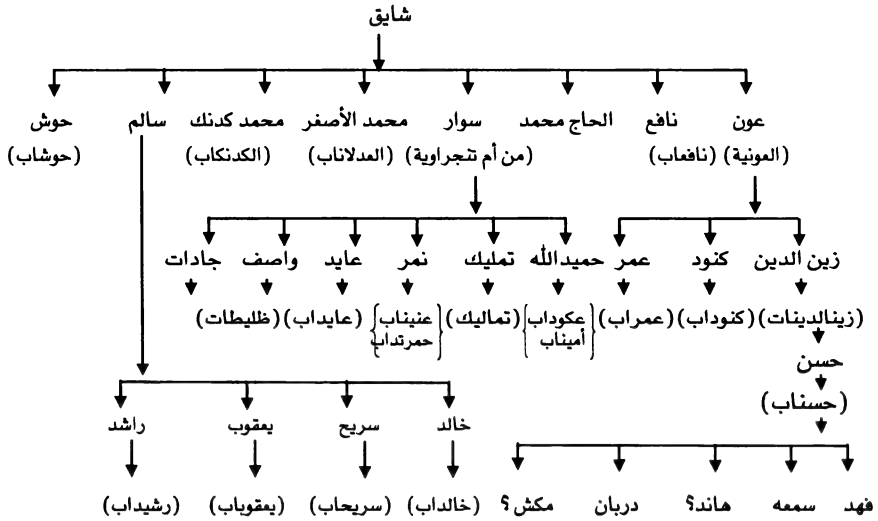 شايق
عون نافع الحاج محمد سوار محمد الأصفر محمد كدنك سالم حوش
(العونية) (نافعاب) (من أم تنجراوية) (العدلاناب) (الكدنكاب) (حوشاب)
زين الدين كنود عمر حميدالله تمليك نمر عايد واصف جادات
(زينالدينات) (كنوداب) (عمراب) {عكوداب (تماليك) {عنيناب (عايداب) (ظليطات)
أميناب} حمرتداب}
حسن
(حسناب)
خالد سريح يعقوب راشد
فهد سمعه هاند؟ دربان مكش؟
(خالداب) (سريحاب) (يعقوباب) (رشيداب)